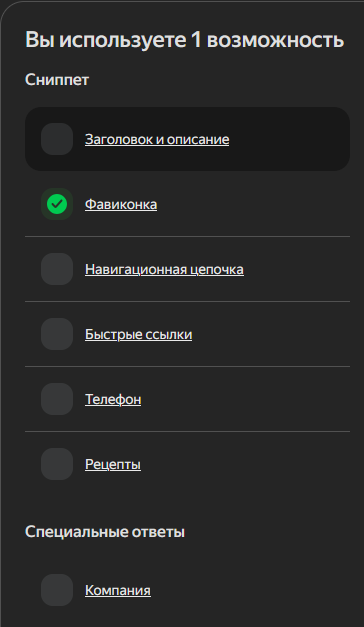 Вы используете 1 возможность
Сниппет
Заголовок и описание
Фавиконка
Навигационная цепочка
Быстрые ссылки
Телефон
Рецепты
Специальные ответы
Компания